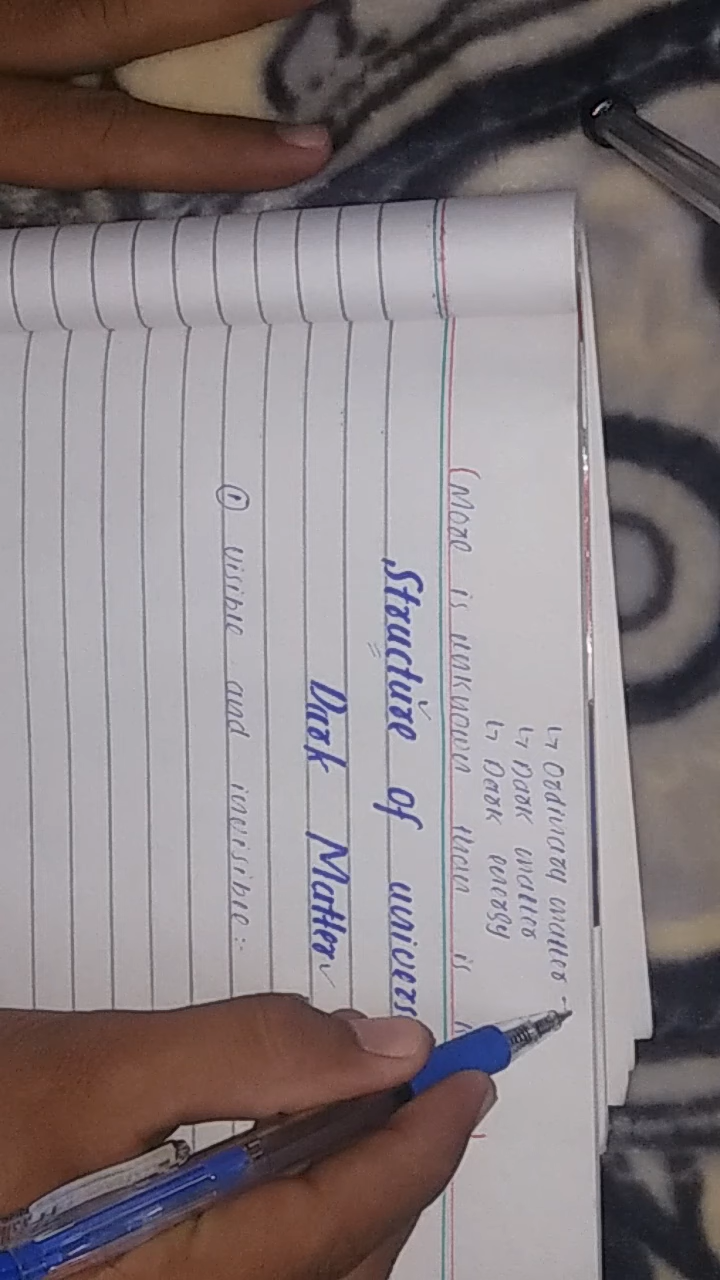 ↳ Ordinary matter -
↳ Dark matter
↳ Dark energy
(More is unknown than is
Structure of
Dark Matter
① visible and invisible:-